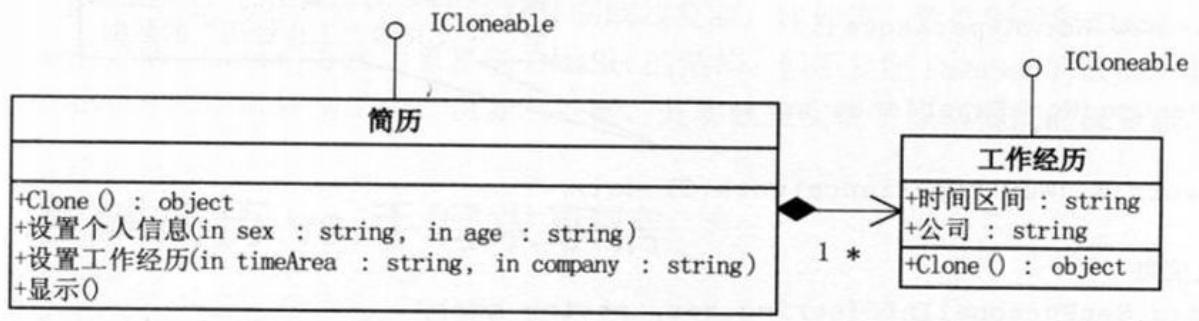 ICloneable
ICloneable
简历
+Clone() : object
+设置个人信息(in sex : string, in age : string)
+设置工作经历(in timeArea : string, in company : string)
+显示()
1 *
工作经历
+时间区间 : string
+公司 : string
+Clone() : object